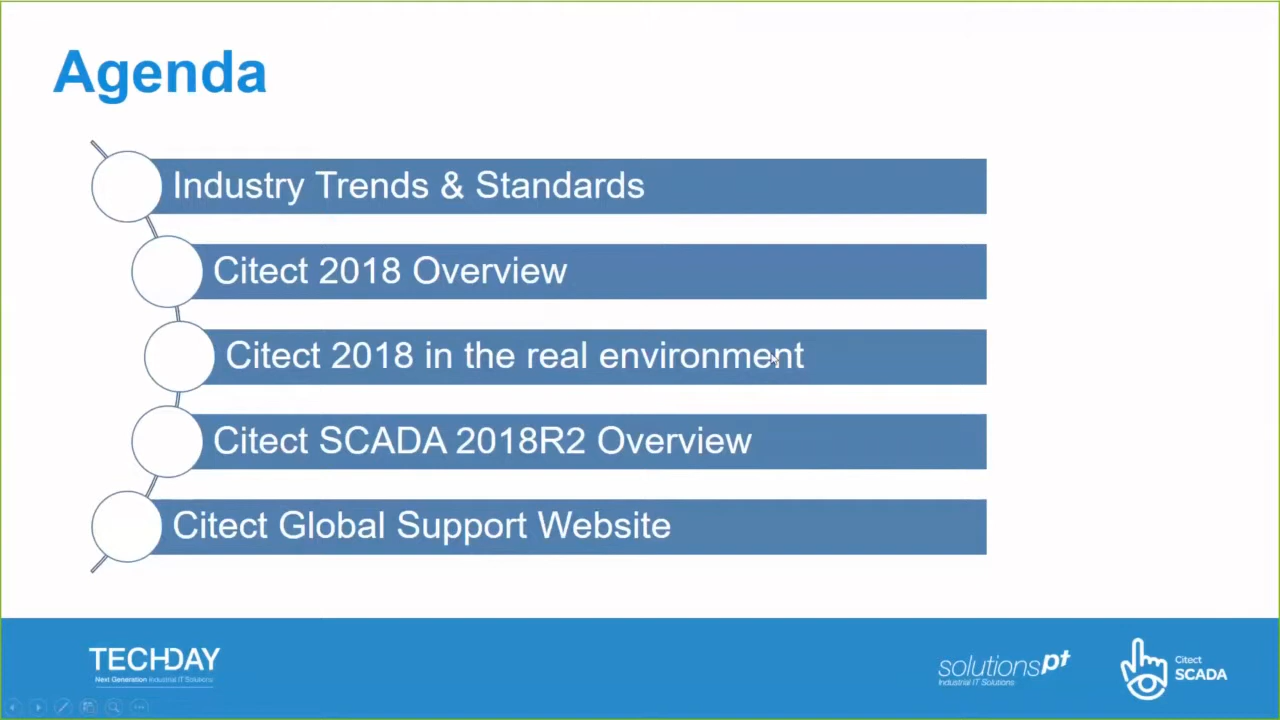 Agenda
Industry Trends & Standards
Citect 2018 Overview
Citect 2018 in the real environment
Citect SCADA 2018R2 Overview
Citect Global Support Website
TECHDAY
Next Generation Industrial IT Solutions
solutionspt
Industrial IT Solutions
Citect
SCADA